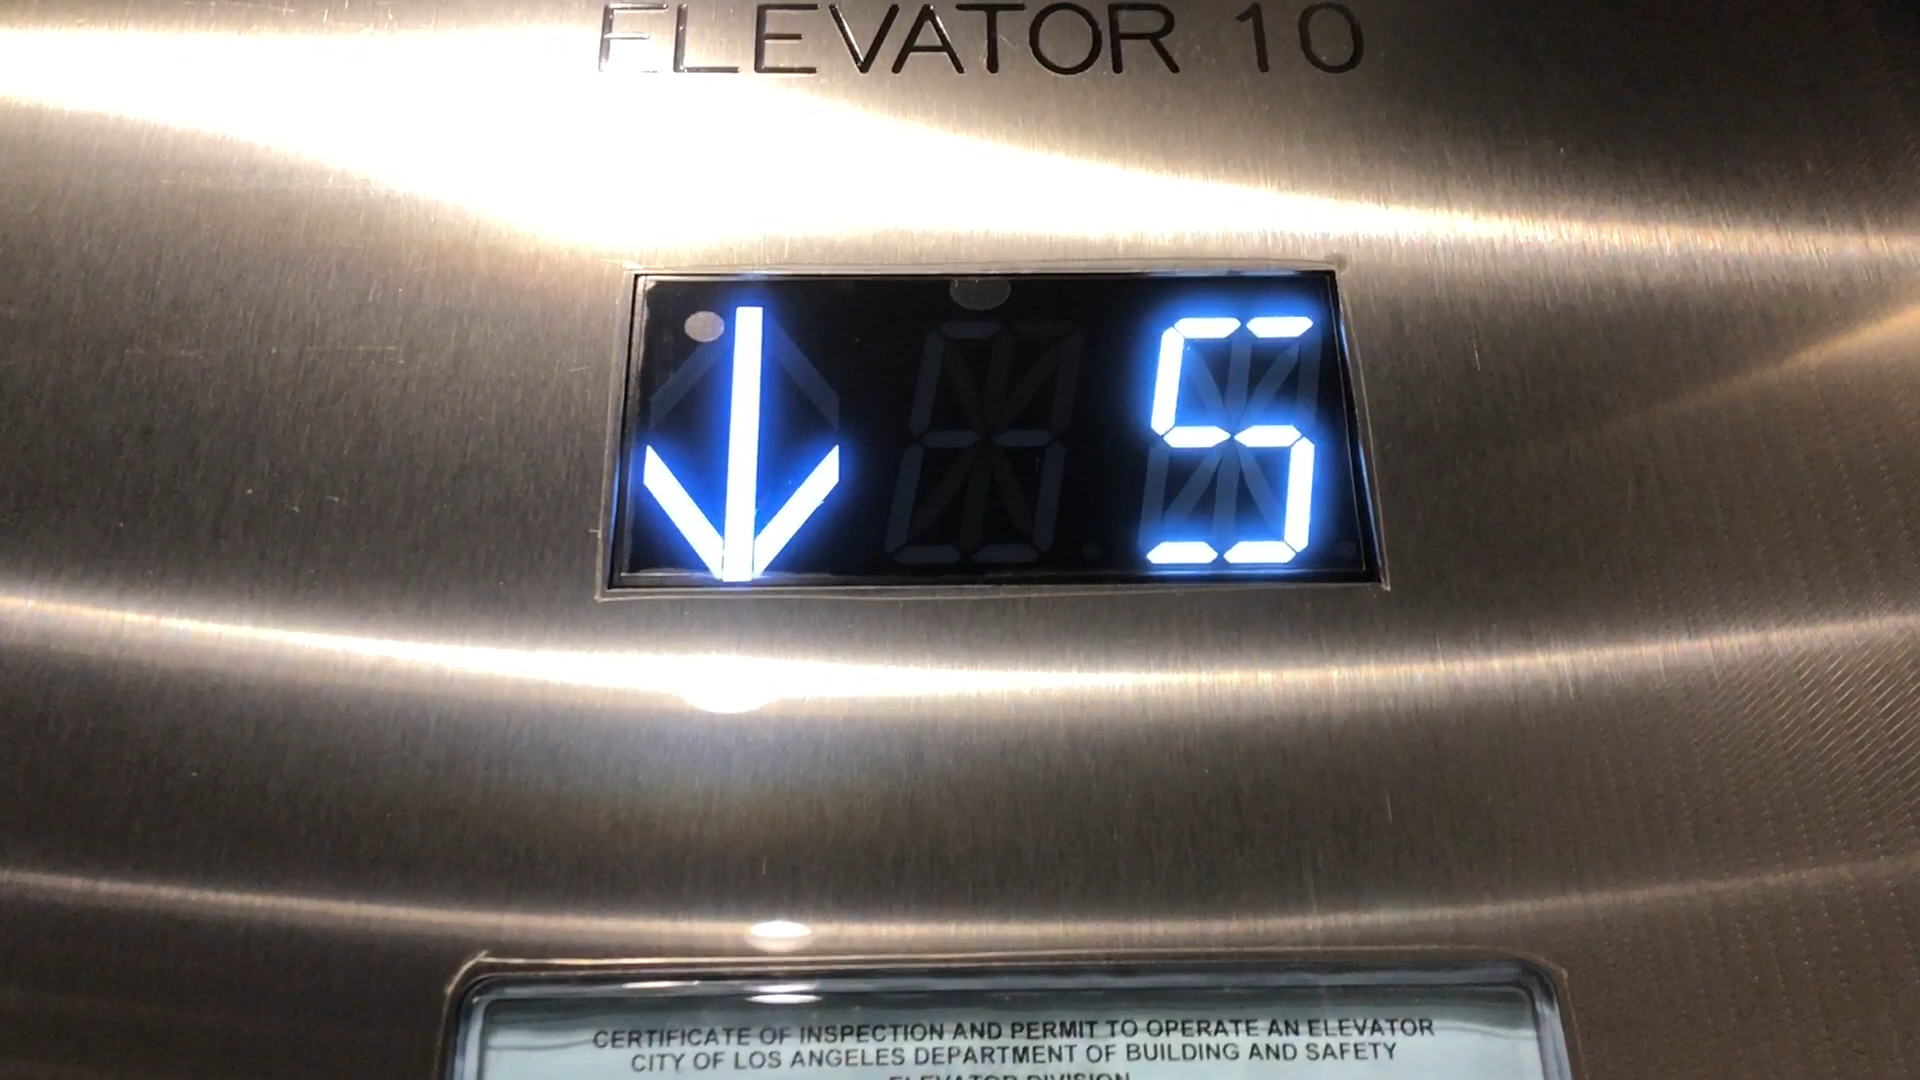 ELEVATOR 10
↓ 5
CERTIFICATE OF INSPECTION AND PERMIT TO OPERATE AN ELEVATOR
CITY OF LOS ANGELES DEPARTMENT OF BUILDING AND SAFETY
ELEVATOR DIVISION